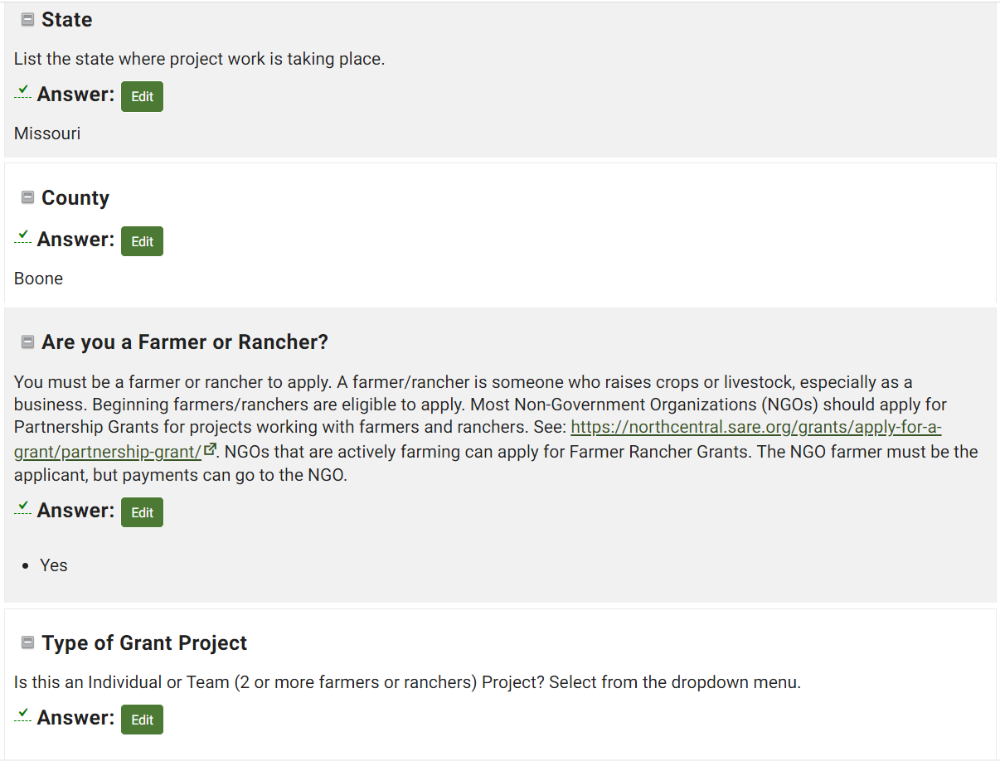 State
List the state where project work is taking place.
Answer: Edit
Missouri
County
Answer: Edit
Boone
Are you a Farmer or Rancher?
You must be a farmer or rancher to apply. A farmer/rancher is someone who raises crops or livestock, especially as a
business. Beginning farmers/ranchers are eligible to apply. Most Non-Government Organizations (NGOs) should apply for
Partnership Grants for projects working with farmers and ranchers. See: https://northcentral.sare.org/grants/apply-for-a-
grant/partnership-grant/. NGOs that are actively farming can apply for Farmer Rancher Grants. The NGO farmer must be the
applicant, but payments can go to the NGO.
Answer: Edit
• Yes
Type of Grant Project
Is this an Individual or Team (2 or more farmers or ranchers) Project? Select from the dropdown menu.
Answer: Edit